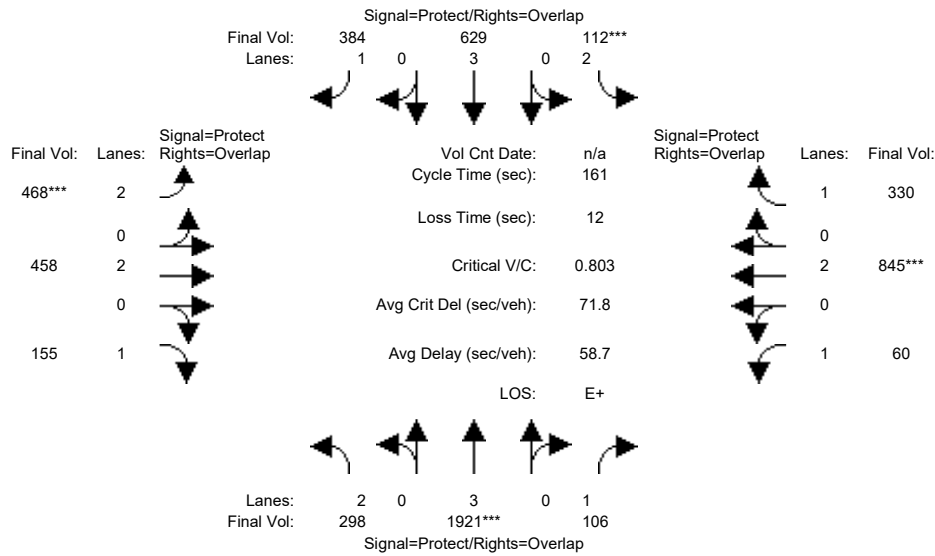 Signal=Protect/Rights=Overlap
Final Vol: 384 629 112***
Lanes: 1 0 3 0 2
Signal=Protect
Final Vol: Lanes: Rights=Overlap
468*** 2
0
458 2
0
155 1
Vol Cnt Date: n/a
Cycle Time (sec): 161
Loss Time (sec): 12
Critical V/C: 0.803
Avg Crit Del (sec/veh): 71.8
Avg Delay (sec/veh): 58.7
LOS: E+
Signal=Protect
Rights=Overlap Lanes: Final Vol:
1 330
0
2 845***
0
1 60
Lanes: 2 0 3 0 1
Final Vol: 298 1921*** 106
Signal=Protect/Rights=Overlap